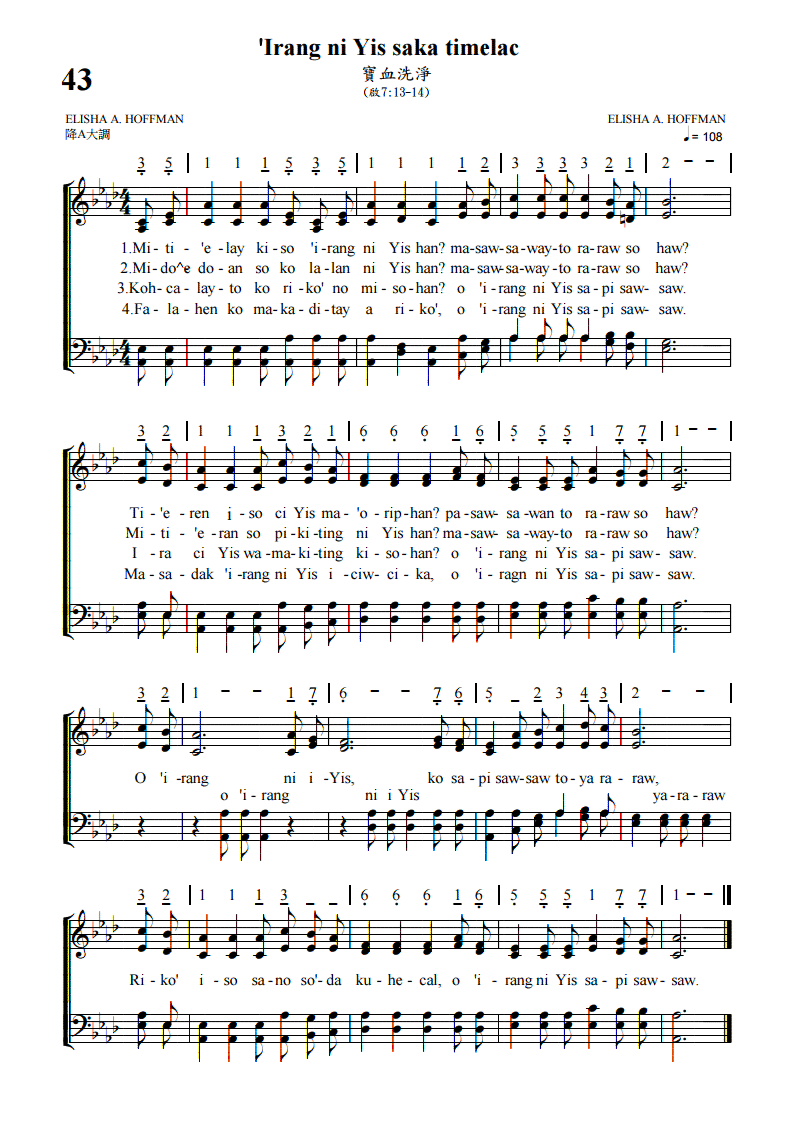 'Irang ni Yis saka timelac
43
寶血洗淨
(啟7:13-14)
ELISHA A. HOFFMAN
ELISHA A. HOFFMAN
降A大調
= 108
3 5 | 1 1 1 5 3 5 | 1 1 1 1 2 | 3 3 3 3 2 1 | 2 - - |
1.Mi-ti-'e-lay ki-so 'i-rang ni Yis han? ma-saw-sa-way-to ra-raw so haw?
2.Mi-do^e do-an so ko la-lan ni Yis han? ma-saw-sa-way-to ra-raw so haw?
3.Koh-ca-lay-to ko ri-ko' no mi-so-han? o 'i-rang ni Yis sa-pi saw-saw.
4.Fa-la-hen ko ma-ka-di-tay a ri-ko', o 'i-rang ni Yis sa-pi saw-saw.
3 2 | 1 1 1 3 2 1 | 6 6 6 1 6 | 5 5 5 1 7 7 | 1 - - |
Ti-'e-ren i-so ci Yis ma-'o-rip-han? pa-saw-sa-wan to ra-raw so haw?
Mi-ti-'e-ran so pi-ki-ting ni Yis han? ma-saw-sa-way-to ra-raw so haw?
I-ra ci Yis wa-ma-ki-ting ki-so-han? o 'i-rang ni Yis sa-pi saw-saw.
Ma-sa-dak 'i-rang ni Yis i-ciw-ci-ka, o 'i-ragn ni Yis sa-pi saw-saw.
3 2 | 1 - - 1 7 | 6 - - 7 6 | 5 - 2 3 4 3 | 2 - - |
O 'i-rang ni i-Yis, ko sa-pi saw-saw to-ya ra-raw,
o 'i-rang ni i Yis ya-ra-raw
3 2 | 1 1 1 3 - - | 6 6 6 1 6 | 5 5 5 1 7 7 | 1 - - ||
Ri-ko' i-so sa-no so'-da ku-he-cal, o 'i-rang ni Yis sa-pi saw-saw.